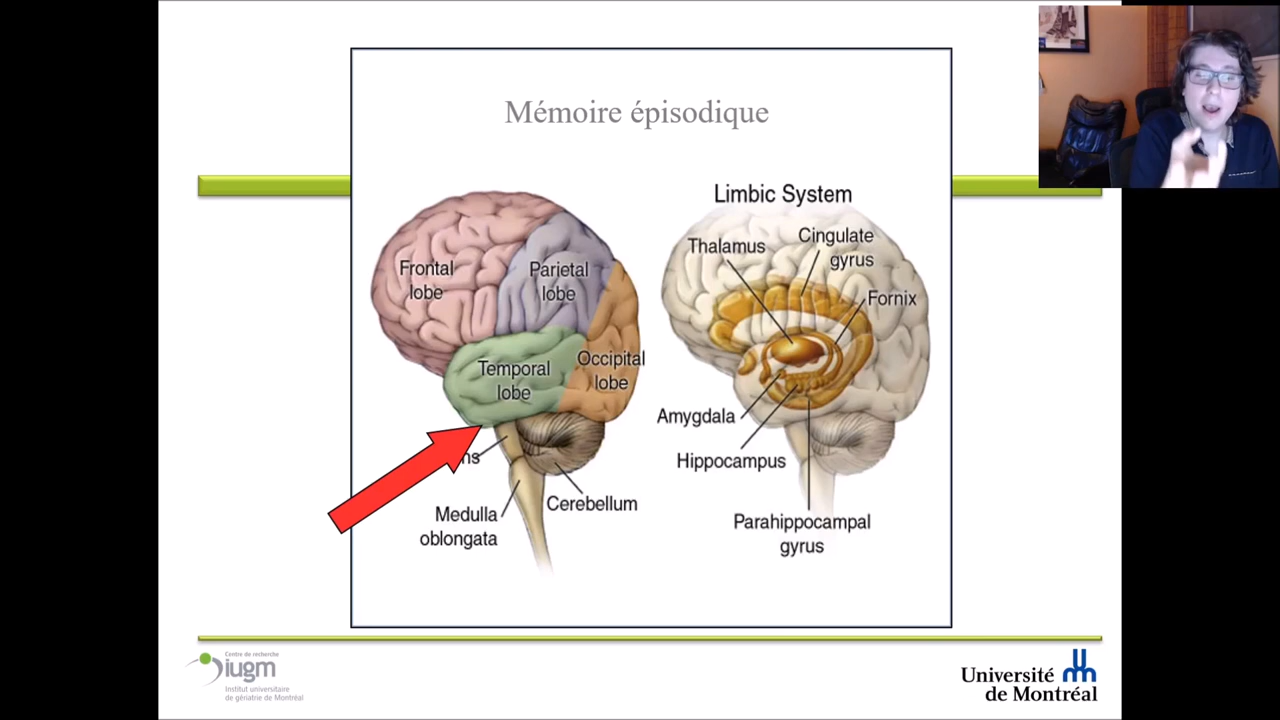 Mémoire épisodique
Frontal
lobe
Parietal
lobe
Temporal
lobe
Occipital
lobe
Medulla
oblongata
Cerebellum
Limbic System
Thalamus
Cingulate
gyrus
Fornix
Amygdala
Hippocampus
Parahippocampal
gyrus
Centre de recherche
iugm
Institut universitaire
de gériatrie de Montréal
Université
de Montréal